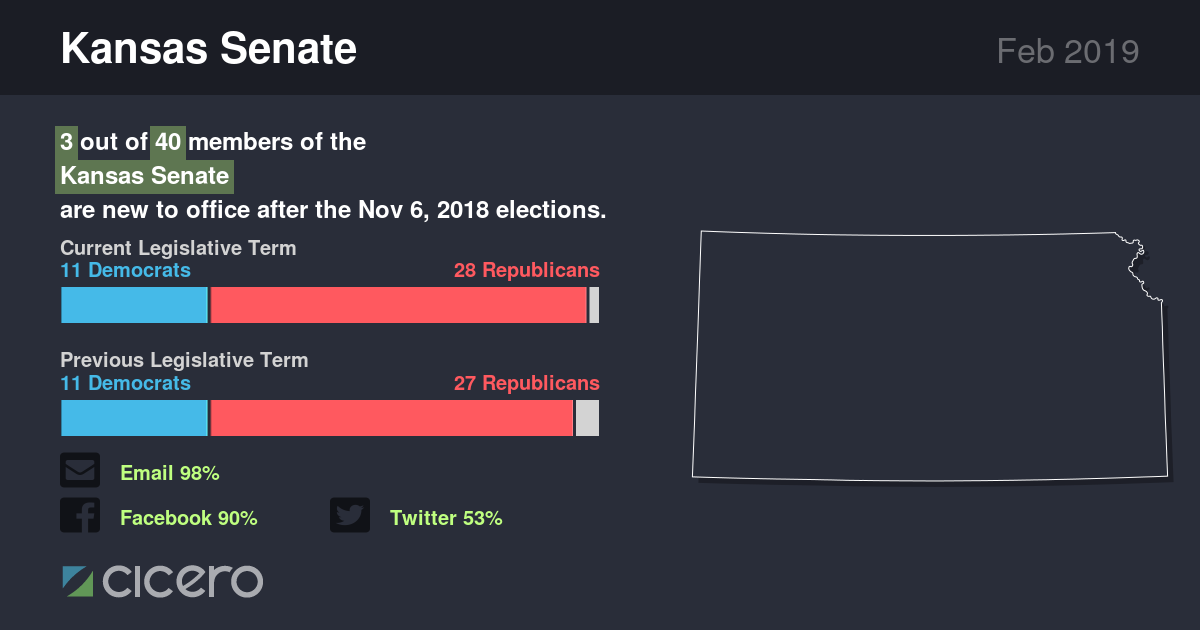 Kansas Senate
Feb 2019
3 out of 40 members of the
Kansas Senate
are new to office after the Nov 6, 2018 elections.
Current Legislative Term
11 Democrats
28 Republicans
Previous Legislative Term
11 Democrats
27 Republicans
Email 98%
Facebook 90%
Twitter 53%
cicero